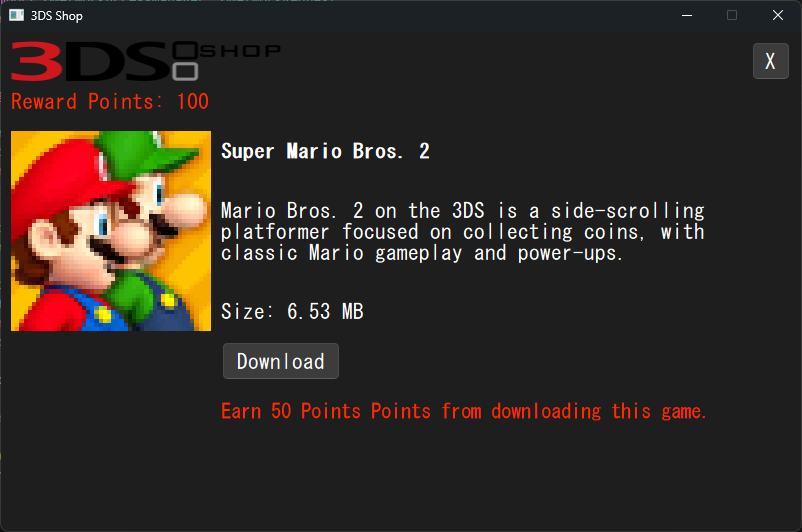 3DS Shop
3DS SHOP
X
Reward Points: 100
Super Mario Bros. 2
Mario Bros. 2 on the 3DS is a side-scrolling
platformer focused on collecting coins, with
classic Mario gameplay and power-ups.
Size: 6.53 MB
Download
Earn 50 Points Points from downloading this game.